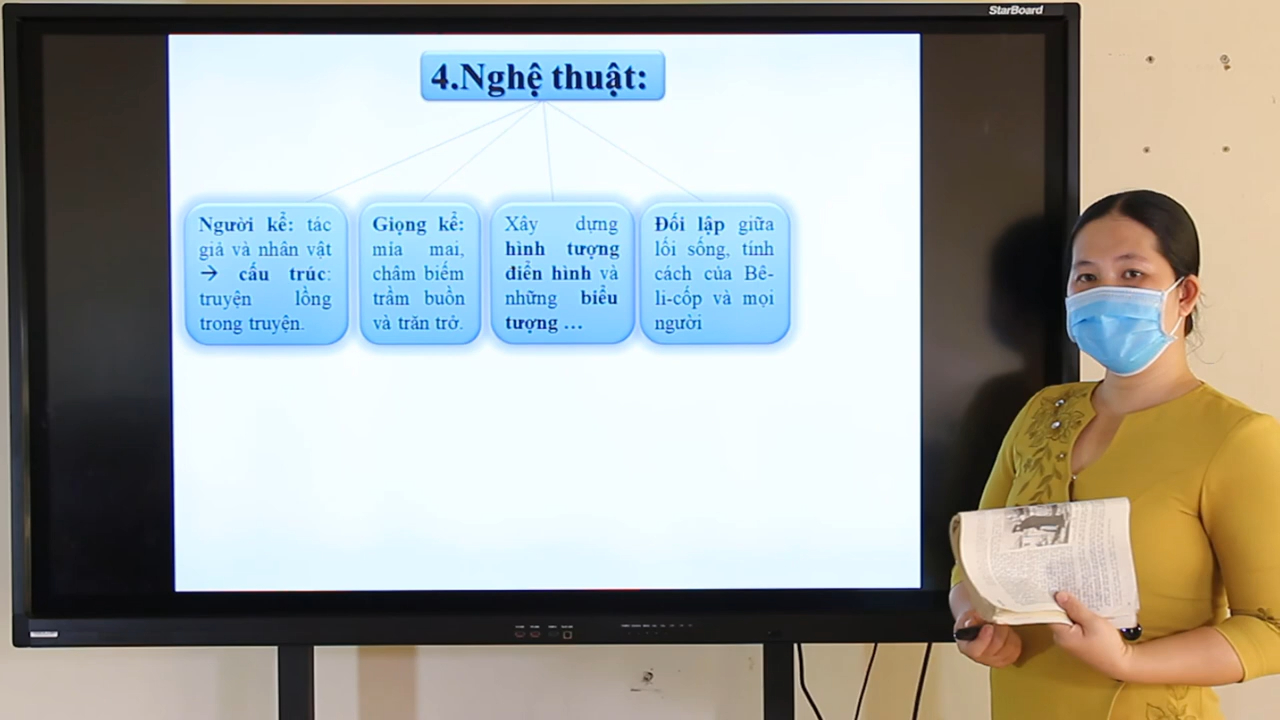 StarBoard
4.Nghệ thuật:
Người kể: tác
giả và nhân vật
→ cấu trúc:
truyện lồng
trong truyện.
Giọng kể:
mỉa mai,
châm biếm
trầm buồn
và trăn trở.
Xây dựng
hình tượng
điển hình và
những biểu
tượng …
Đối lập giữa
lối sống, tính
cách của Bê-
li-cốp và mọi
người